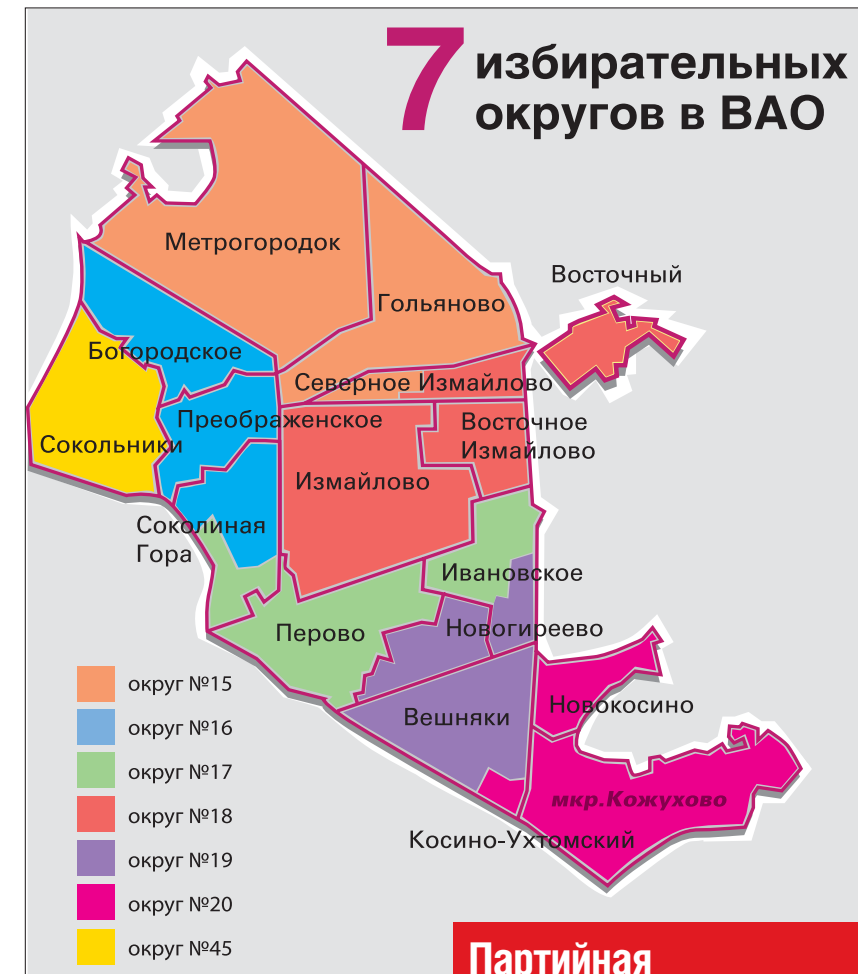 7 избирательных
округов в ВАО
Метрогородок
Восточный
Гольяново
Богородское
Северное Измайлово
Преображенское
Восточное
Измайлово
Сокольники
Измайлово
Соколиная
Гора
Ивановское
Перово
Новогиреево
Новокосино
Вешняки
мкр.Кожухово
Косино-Ухтомский
округ №15
округ №16
округ №17
округ №18
округ №19
округ №20
округ №45
Партийная